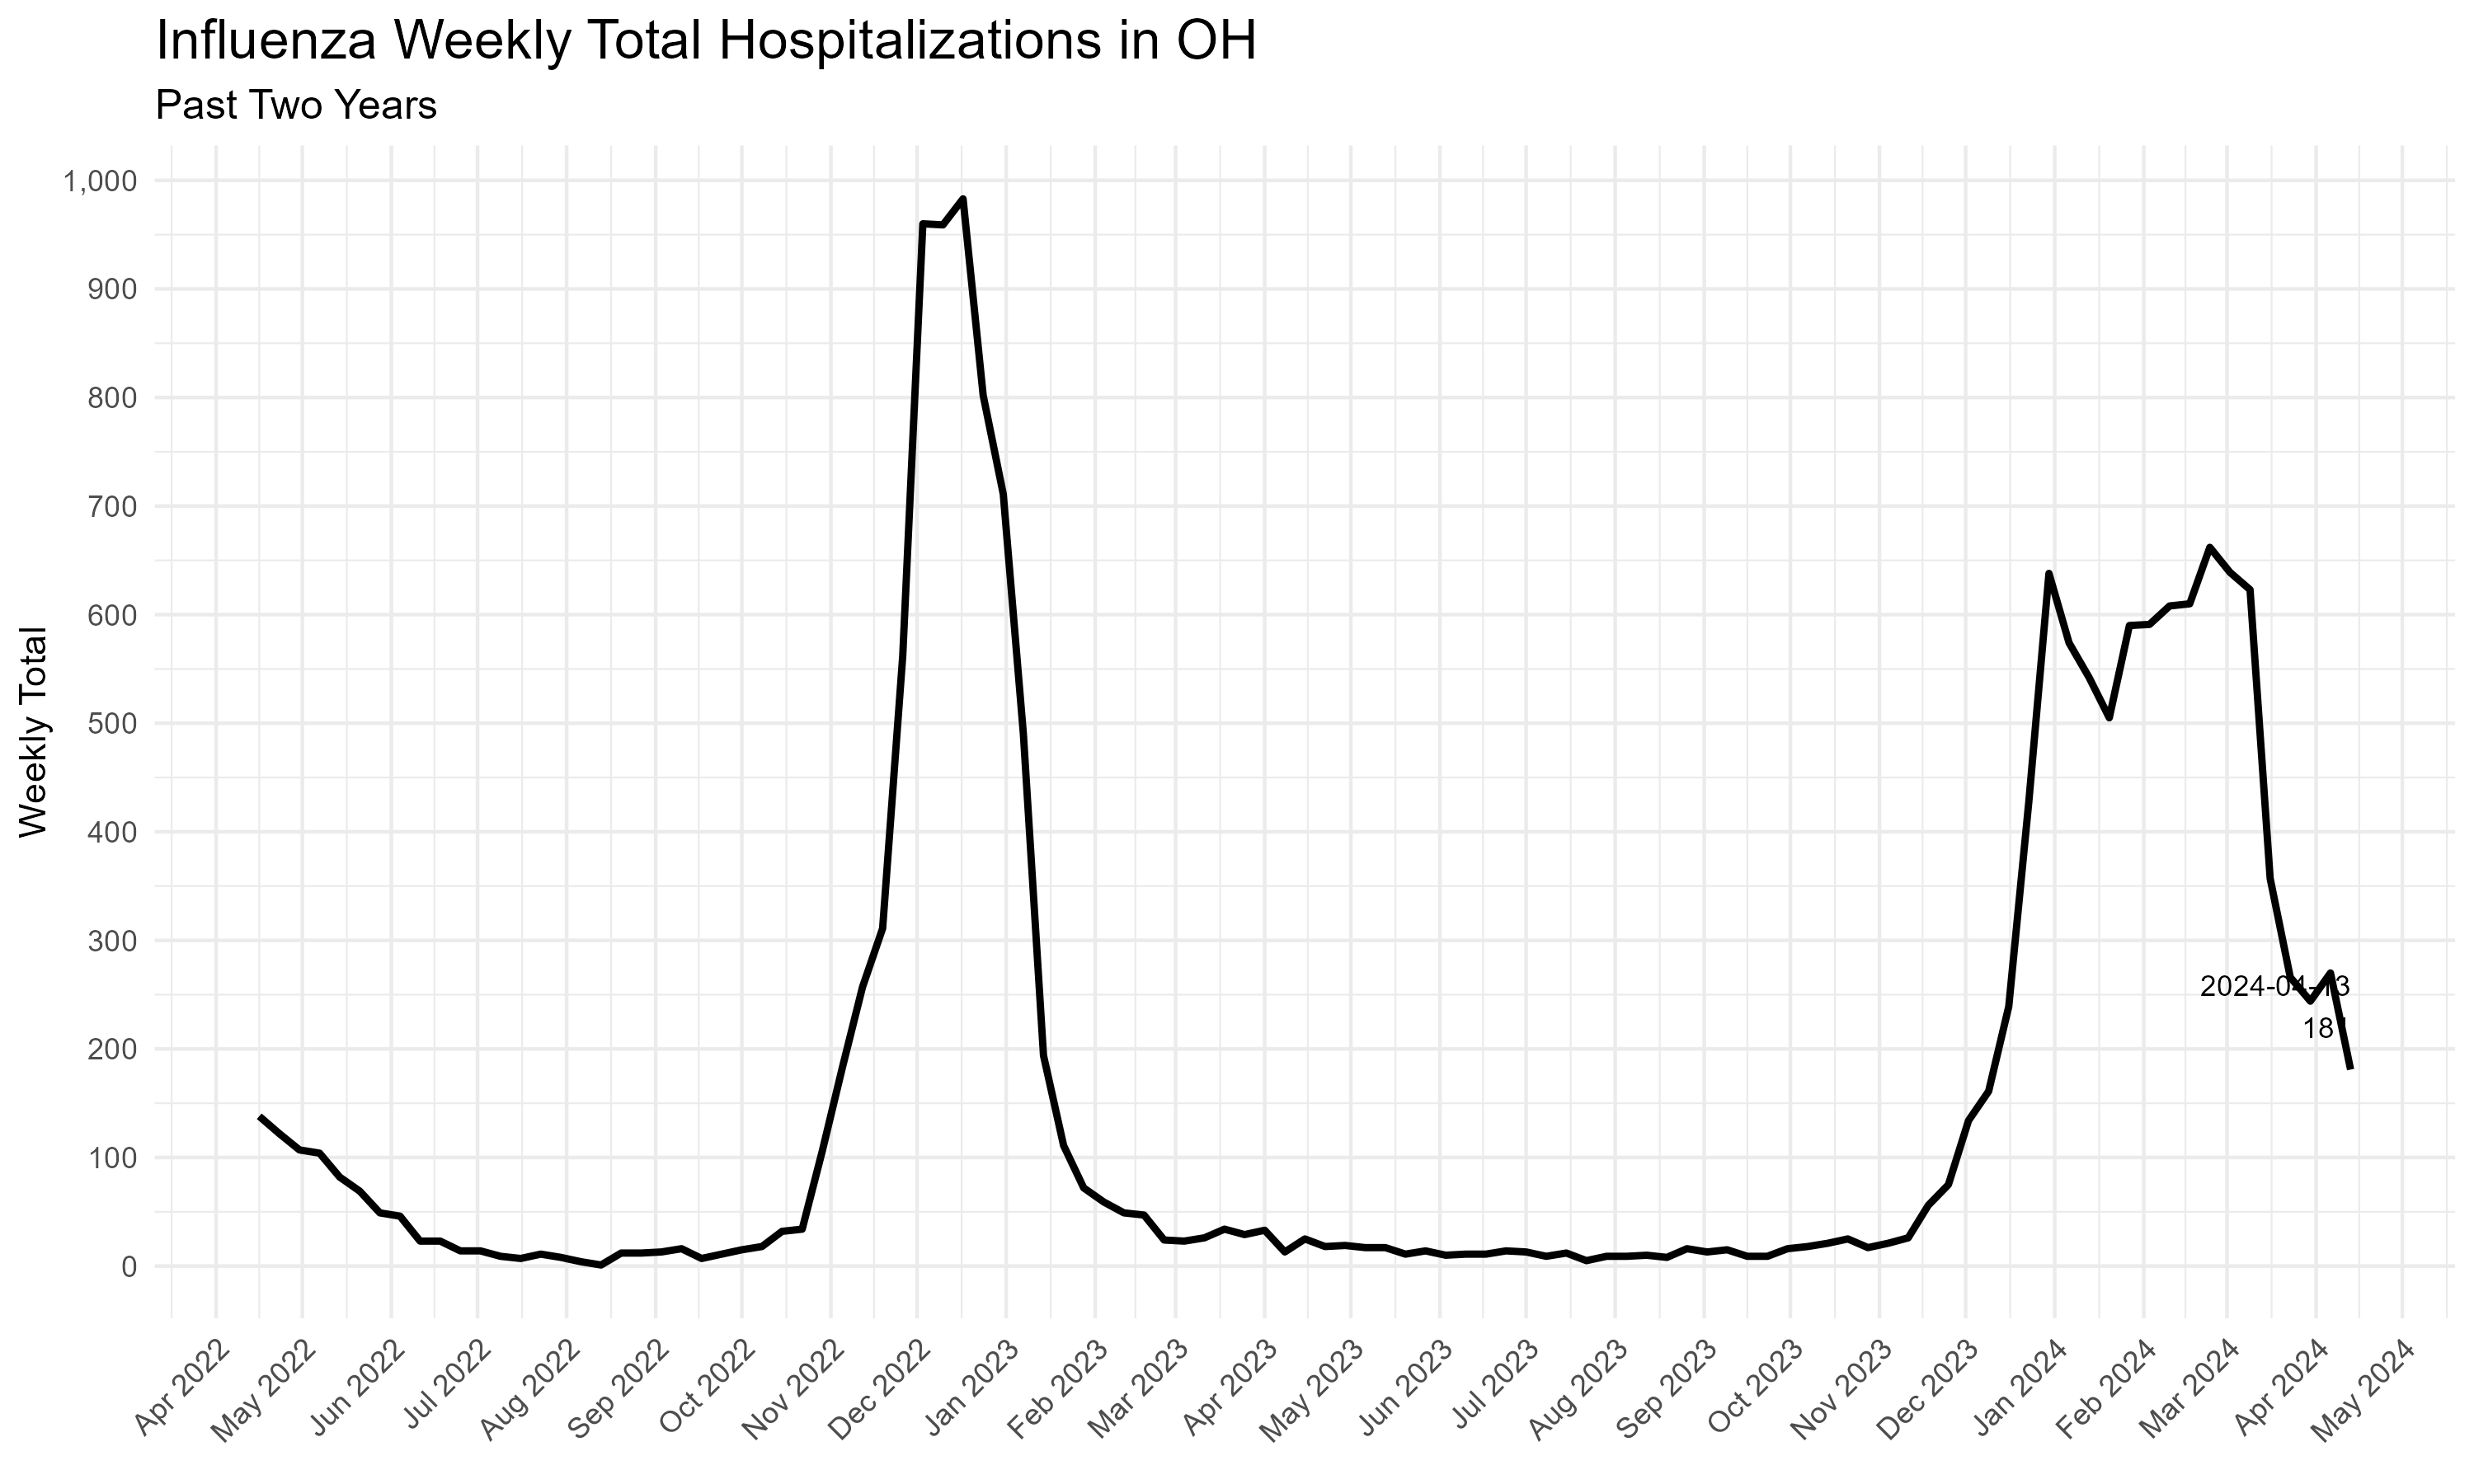 Influenza Weekly Total Hospitalizations in OH
Past Two Years
Weekly Total
1,000
900
800
700
600
500
400
300
200
100
0
2024-04-13
Apr 2022
May 2022
Jun 2022
Jul 2022
Aug 2022
Sep 2022
Oct 2022
Nov 2022
Dec 2022
Jan 2023
Feb 2023
Mar 2023
Apr 2023
May 2023
Jun 2023
Jul 2023
Aug 2023
Sep 2023
Oct 2023
Nov 2023
Dec 2023
Jan 2024
Feb 2024
Mar 2024
Apr 2024
May 2024